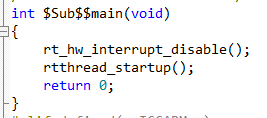 int $Sub$$main(void)
{
    rt_hw_interrupt_disable();
    rtthread_startup();
    return 0;
}